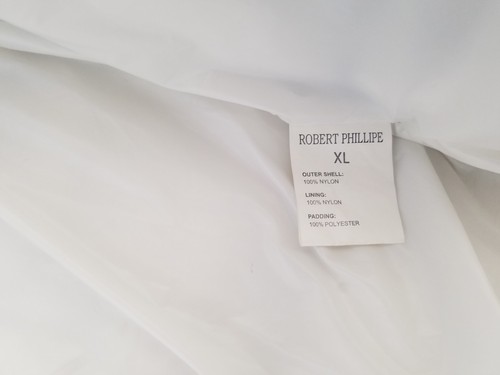 ROBERT PHILLIPE
XL
OUTER SHELL:
100% NYLON
LINING:
100% NYLON
PADDING:
100% POLYESTER